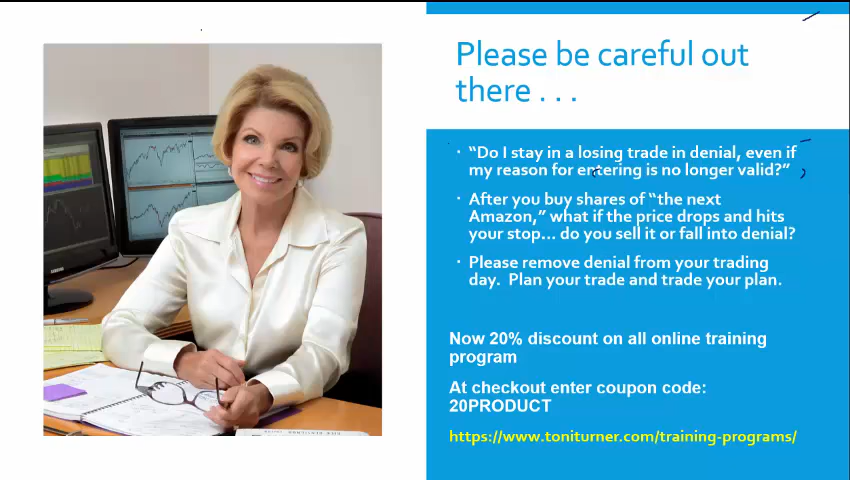 Please be careful out
there . . .
“Do I stay in a losing trade in denial, even if
my reason for entering is no longer valid?”
After you buy shares of “the next
Amazon,” what if the price drops and hits
your stop… do you sell it or fall into denial?
Please remove denial from your trading
day.  Plan your trade and trade your plan.
Now 20% discount on all online training
program
At checkout enter coupon code:
20PRODUCT
https://www.toniturner.com/training-programs/